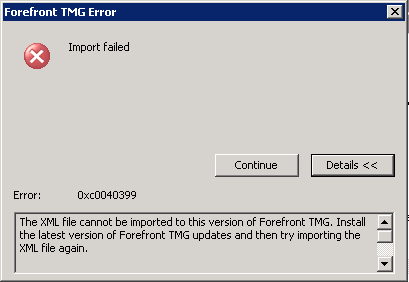 Forefront TMG Error
Import failed
Continue
Details <<
Error: 0xc0040399
The XML file cannot be imported to this version of Forefront TMG. Install
the latest version of Forefront TMG updates and then try importing the
XML file again.